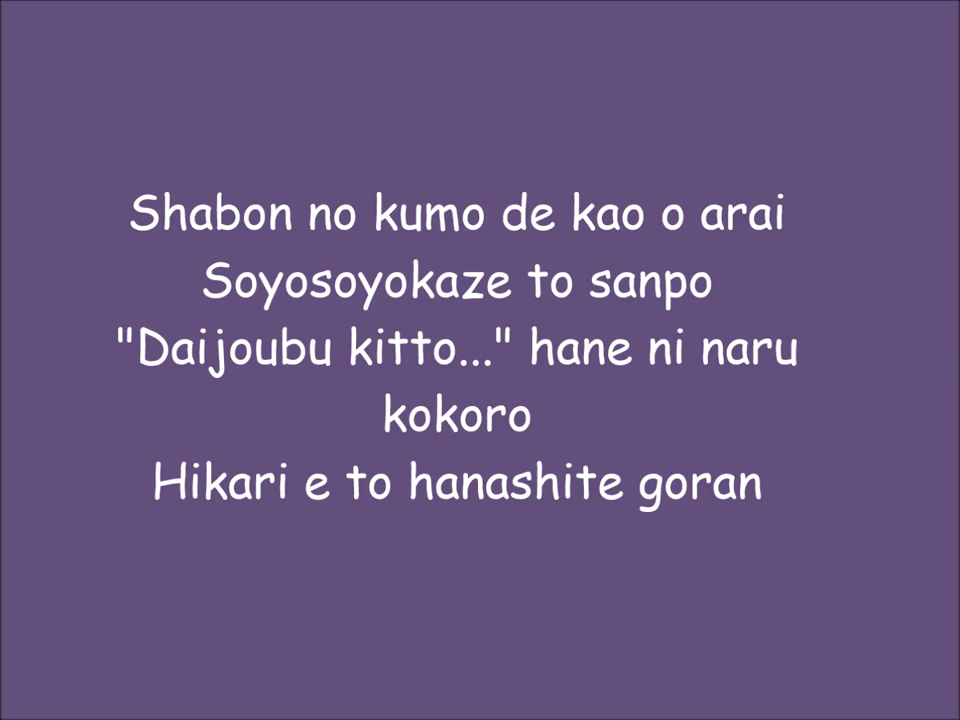 Shabon no kumo de kao o arai
Soyosoyokaze to sanpo
"Daijoubu kitto..." hane ni naru
kokoro
Hikari e to hanashite goran